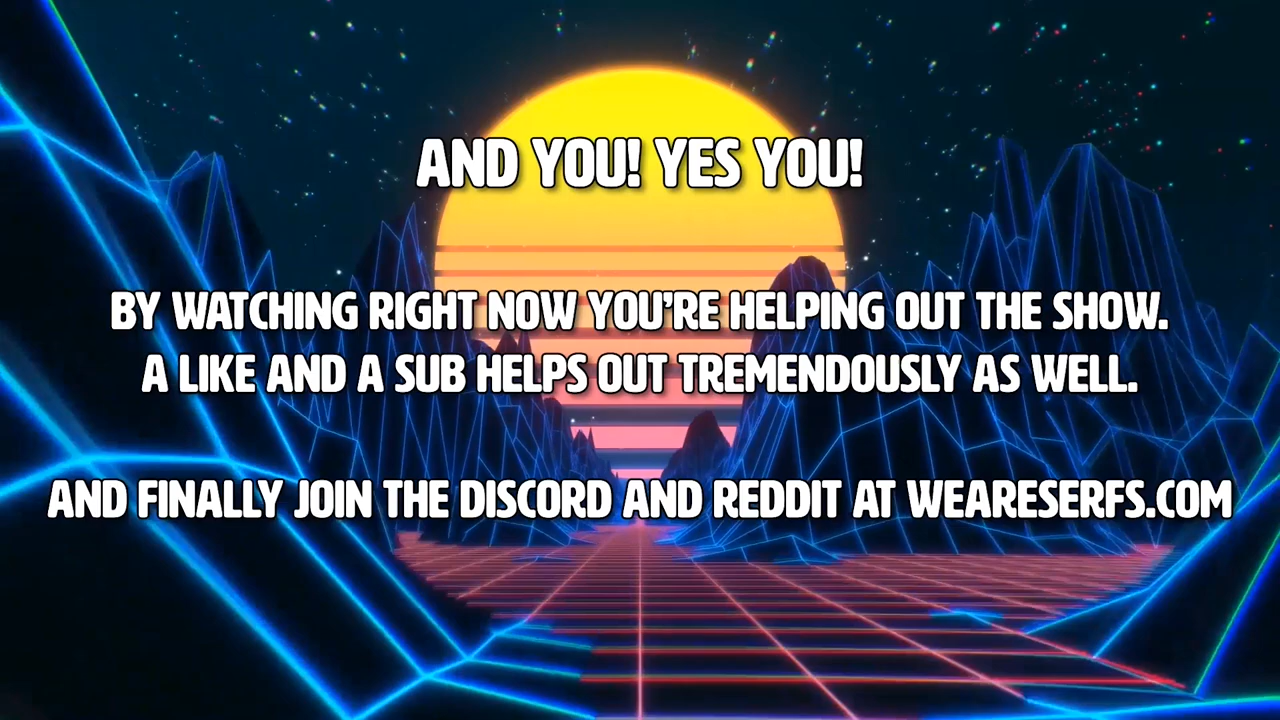 AND YOU! YES YOU!
BY WATCHING RIGHT NOW YOU'RE HELPING OUT THE SHOW.
A LIKE AND A SUB HELPS OUT TREMENDOUSLY AS WELL.
AND FINALLY JOIN THE DISCORD AND REDDIT AT WEARESERFS.COM